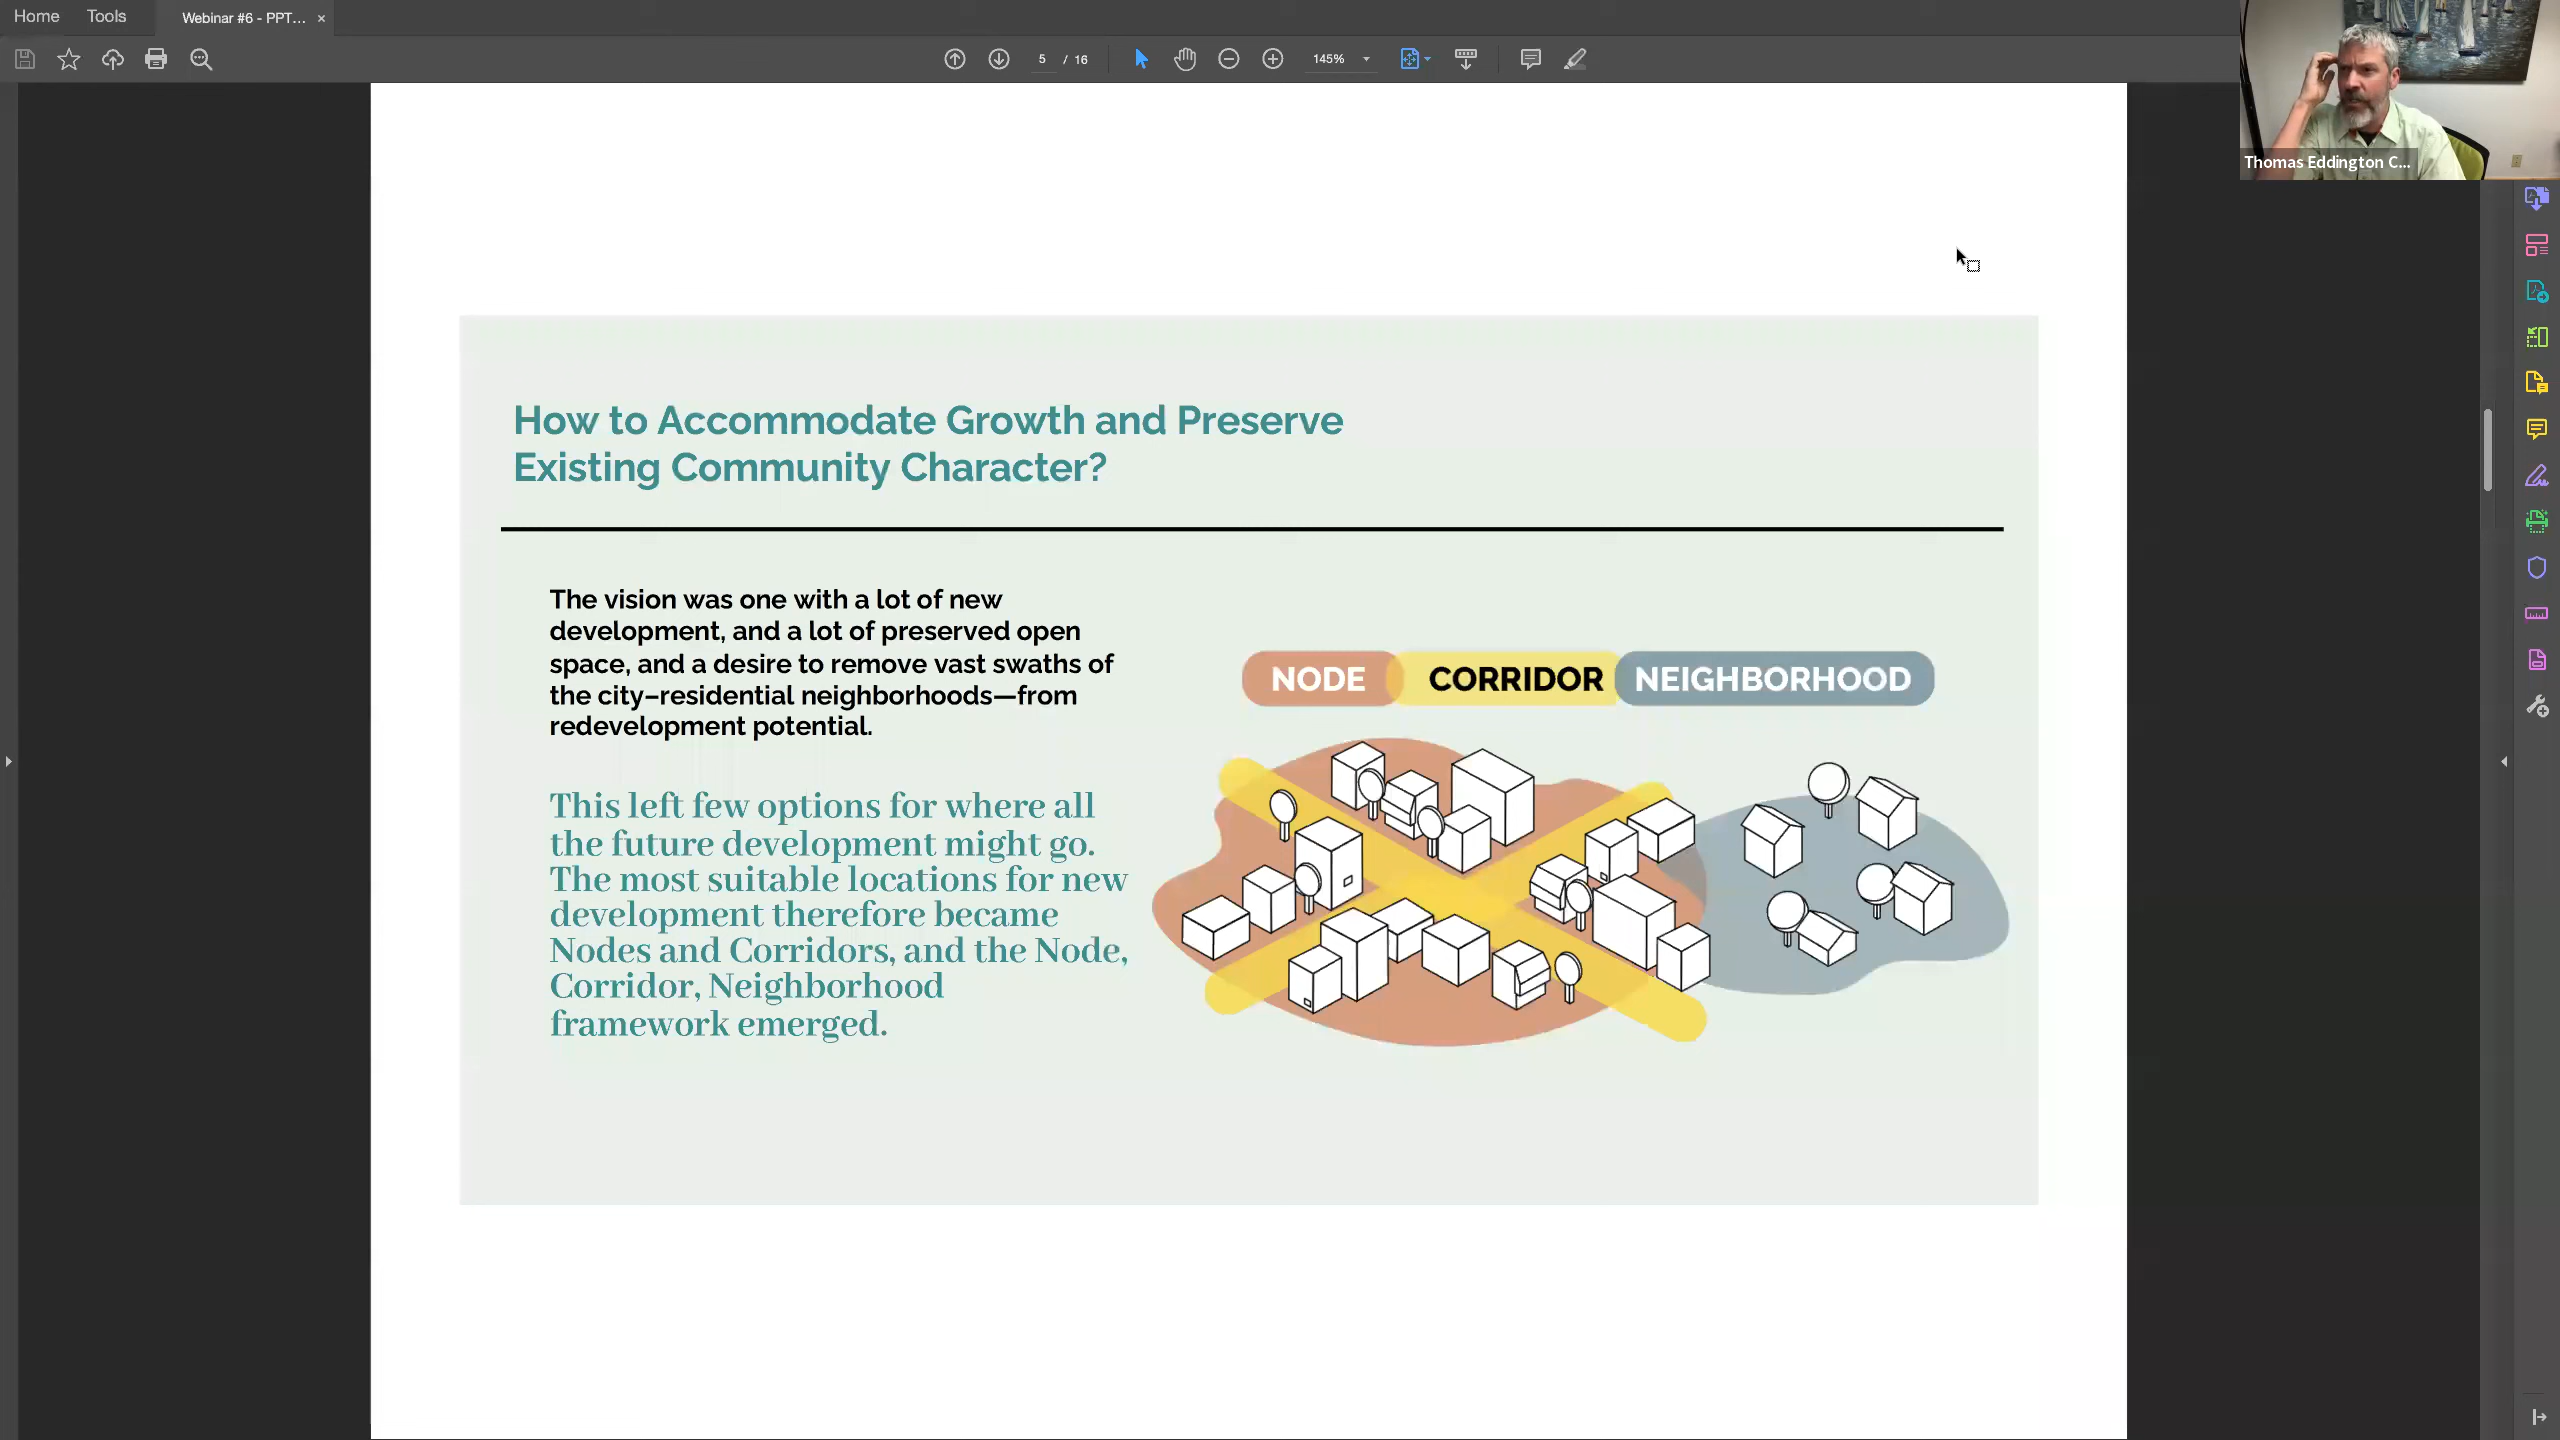 Home Tools Webinar #6 - PPT... ×
5 / 16 145%
Thomas Eddington C...
How to Accommodate Growth and Preserve
Existing Community Character?
The vision was one with a lot of new
development, and a lot of preserved open
space, and a desire to remove vast swaths of
the city–residential neighborhoods—from
redevelopment potential.
This left few options for where all
the future development might go.
The most suitable locations for new
development therefore became
Nodes and Corridors, and the Node,
Corridor, Neighborhood
framework emerged.
NODE CORRIDOR NEIGHBORHOOD